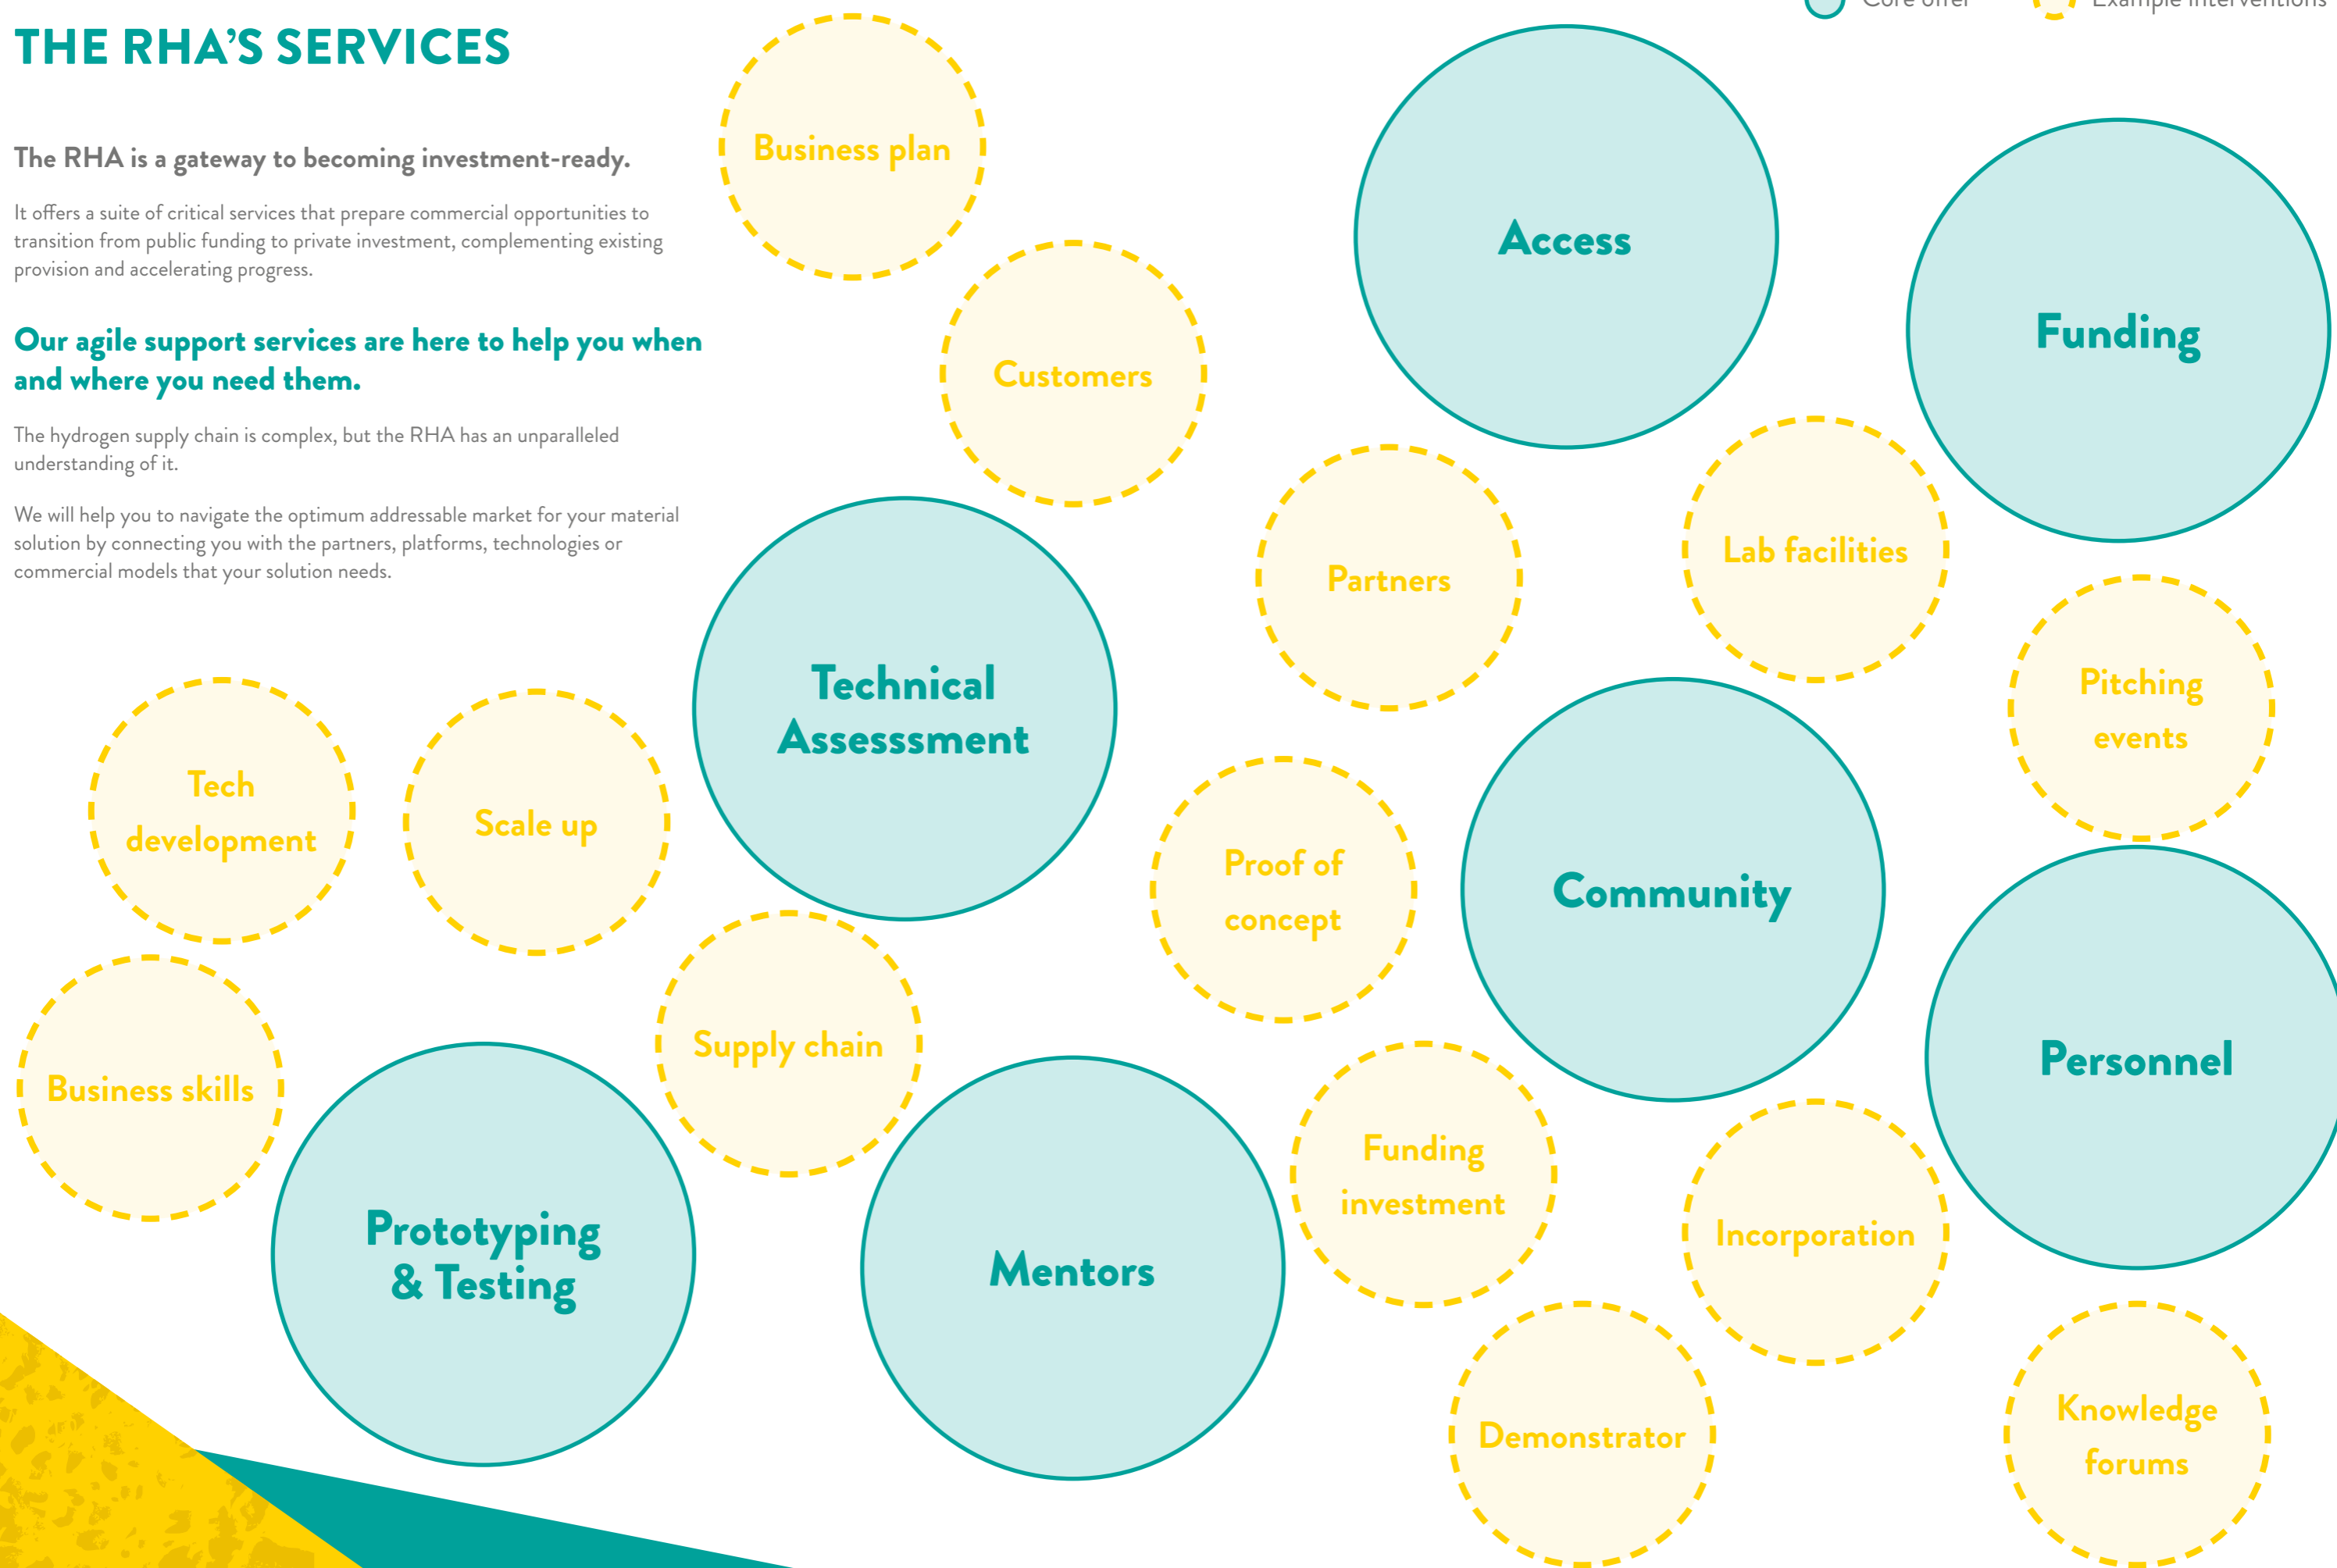 Core offer
Example interventions
THE RHA'S SERVICES
The RHA is a gateway to becoming investment-ready.
It offers a suite of critical services that prepare commercial opportunities to
transition from public funding to private investment, complementing existing
provision and accelerating progress.
Our agile support services are here to help you when
and where you need them.
The hydrogen supply chain is complex, but the RHA has an unparalleled
understanding of it.
We will help you to navigate the optimum addressable market for your material
solution by connecting you with the partners, platforms, technologies or
commercial models that your solution needs.
Business plan
Access
Funding
Customers
Partners
Lab facilities
Technical
Assesssment
Pitching
events
Tech
development
Scale up
Proof of
concept
Community
Supply chain
Personnel
Business skills
Prototyping
& Testing
Mentors
Funding
investment
Incorporation
Demonstrator
Knowledge
forums